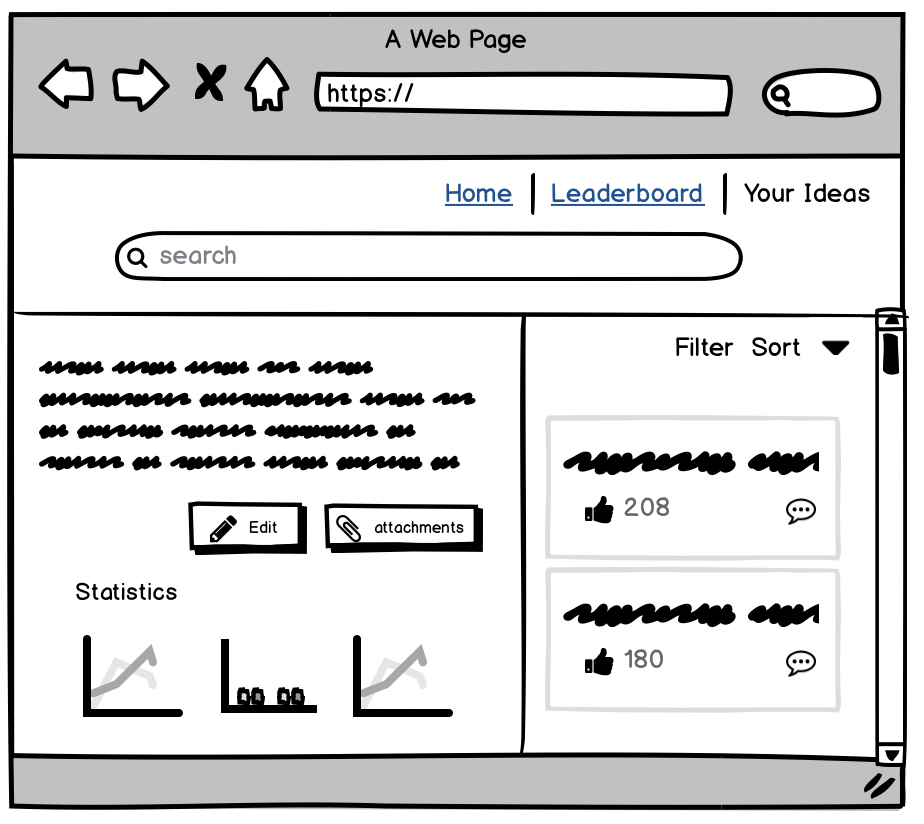 A Web Page
https://
Home Leaderboard Your Ideas
search
Filter Sort
Edit attachments
Statistics
208
180